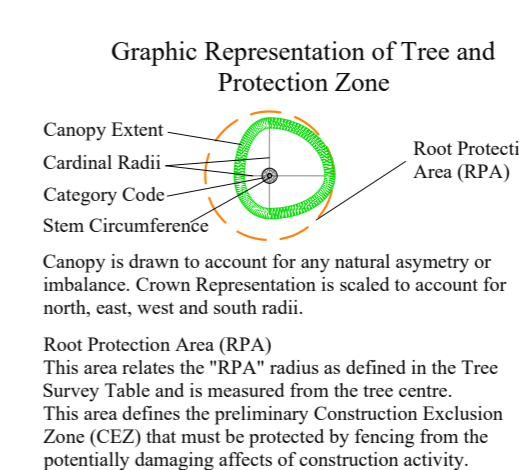 Graphic Representation of Tree and
Protection Zone
Canopy Extent
Cardinal Radii
Category Code
Stem Circumference
Root Protecti
Area (RPA)
Canopy is drawn to account for any natural asymetry or
imbalance. Crown Representation is scaled to account for
north, east, west and south radii.
Root Protection Area (RPA)
This area relates the "RPA" radius as defined in the Tree
Survey Table and is measured from the tree centre.
This area defines the preliminary Construction Exclusion
Zone (CEZ) that must be protected by fencing from the
potentially damaging affects of construction activity.